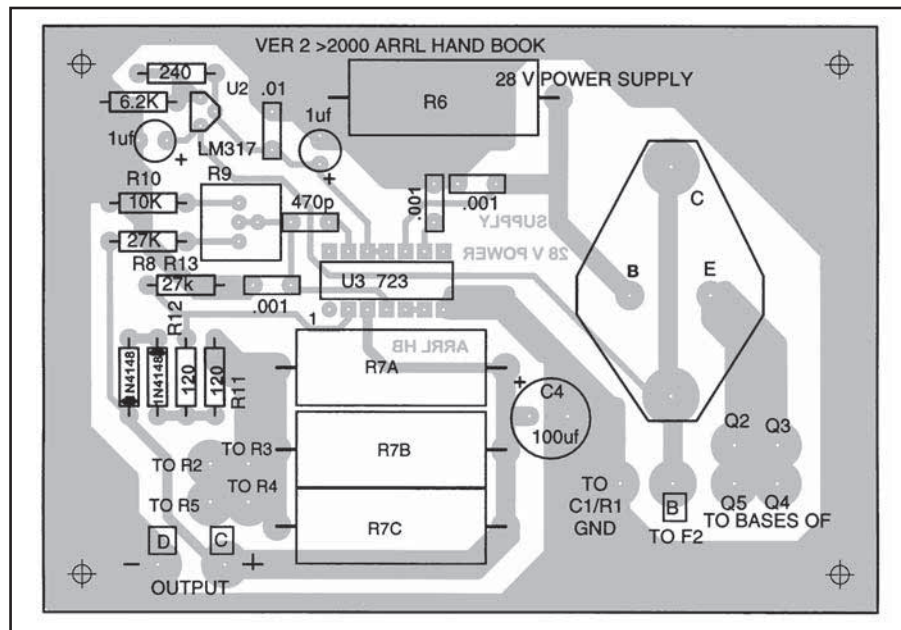 VER 2 >2000 ARRL HAND BOOK
28 V POWER SUPPLY
240
U2
.01
R6
6.2K
1uf
1uf
LM317
+
+
R10
R9
C
10K
470p
.001
.001
SUPPLY
27K
28 V POWER
R8 R13
U3 723
B
E
27k
.001
R12
1
ARRL HB
R7A
1N4148
1N4148
120
120
R11
+
C4
100uf
Q2
Q3
TO R3
R7B
TO R2
TO R4
TO R5
TO
C1/R1
GND
B
Q5
Q4
TO BASES OF
R7C
TO F2
D
C
-
+
OUTPUT